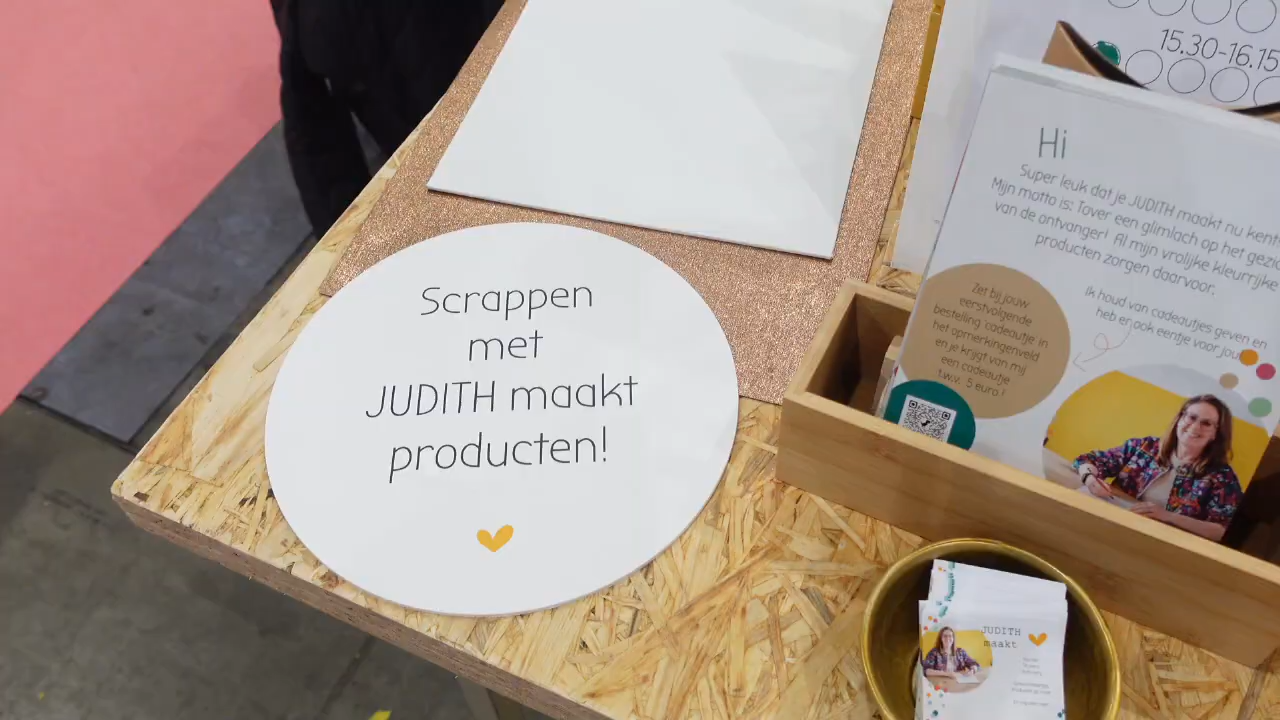 Scrappen
met
JUDITH maakt
producten!
15.30-16.15
Hi
Super leuk dat je JUDITH maakt nu kent
Mijn motto is: Tover een glimlach op het gezi
van de ontvanger! Al mijn vrolijke kleurrijke
producten zorgen daarvoor.
Ik houd van cadeautjes geven en
heb er ook eentje voor jou
Zet bij jouw
eerstvolgende
bestelling 'cadeautje' in
het opmerkingenveld
en je krijgt van mij
een cadeautje
t.w.v. 5 euro!
JUDITH
maakt